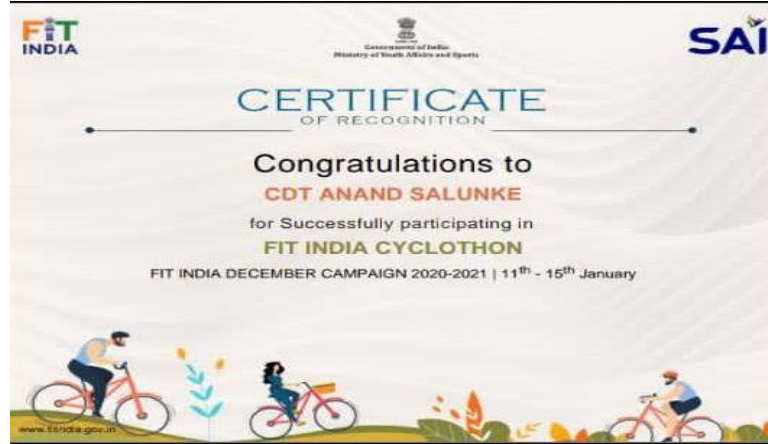 FIT
INDIA
Government of India
Ministry of Youth Affairs and Sports
SAI
CERTIFICATE
OF RECOGNITION
Congratulations to
CDT ANAND SALUNKE
for Successfully participating in
FIT INDIA CYCLOTHON
FIT INDIA DECEMBER CAMPAIGN 2020-2021 | 11th - 15th January
www.fitindia.gov.in